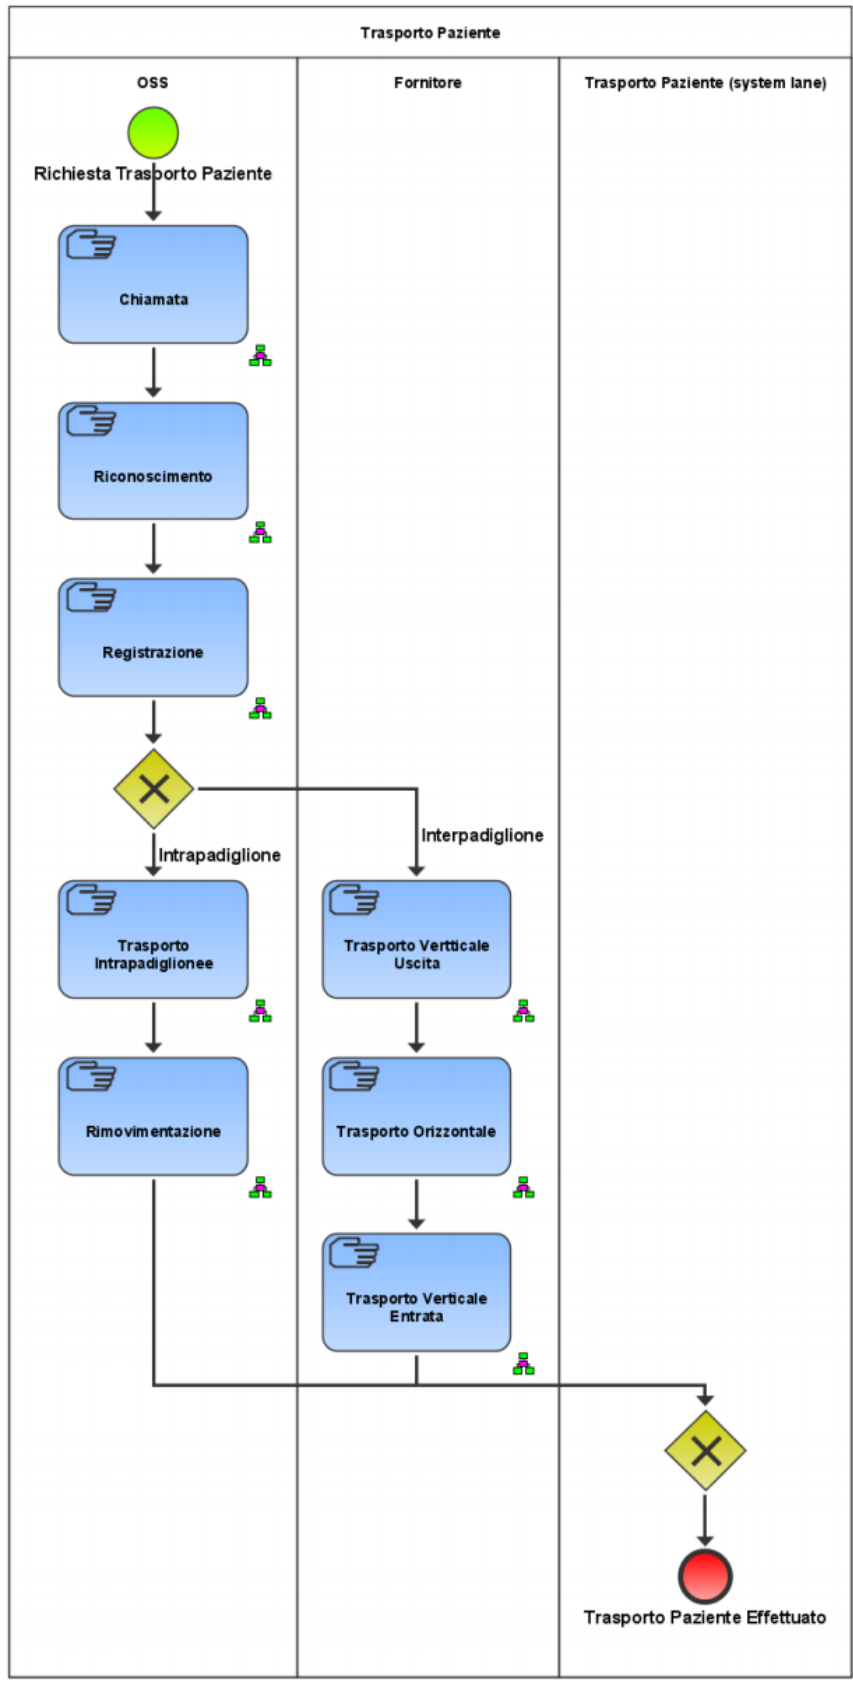 Trasporto Paziente
OSS
Fornitore
Trasporto Paziente (system lane)
Richiesta Trasporto Paziente
Chiamata
Riconoscimento
Registrazione
Interpadiglione
Intrapadiglione
Trasporto
Intrapadiglionee
Trasporto Vertticale
Uscita
Rimovimentazione
Trasporto Orizzontale
Trasporto Verticale
Entrata
Trasporto Paziente Effettuato